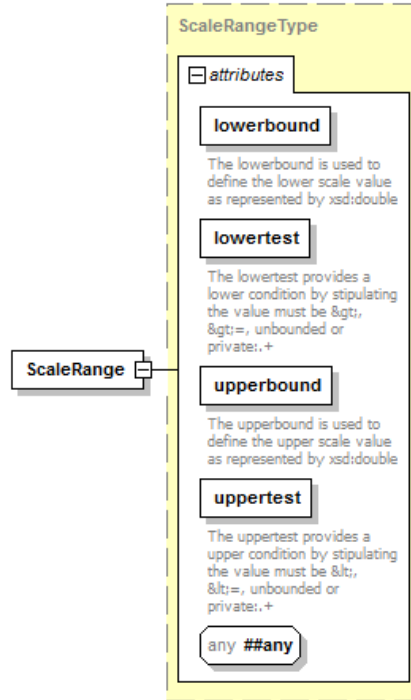 ScaleRangeType
attributes
lowerbound
The lowerbound is used to
define the lower scale value
as represented by xsd:double
lowertest
The lowertest provides a
lower condition by stipulating
the value must be &gt;,
&gt;=, unbounded or
private:.+
ScaleRange
upperbound
The upperbound is used to
define the upper scale value
as represented by xsd:double
uppertest
The uppertest provides a
upper condition by stipulating
the value must be &lt;,
&lt;=, unbounded or
private:.+
any ##any